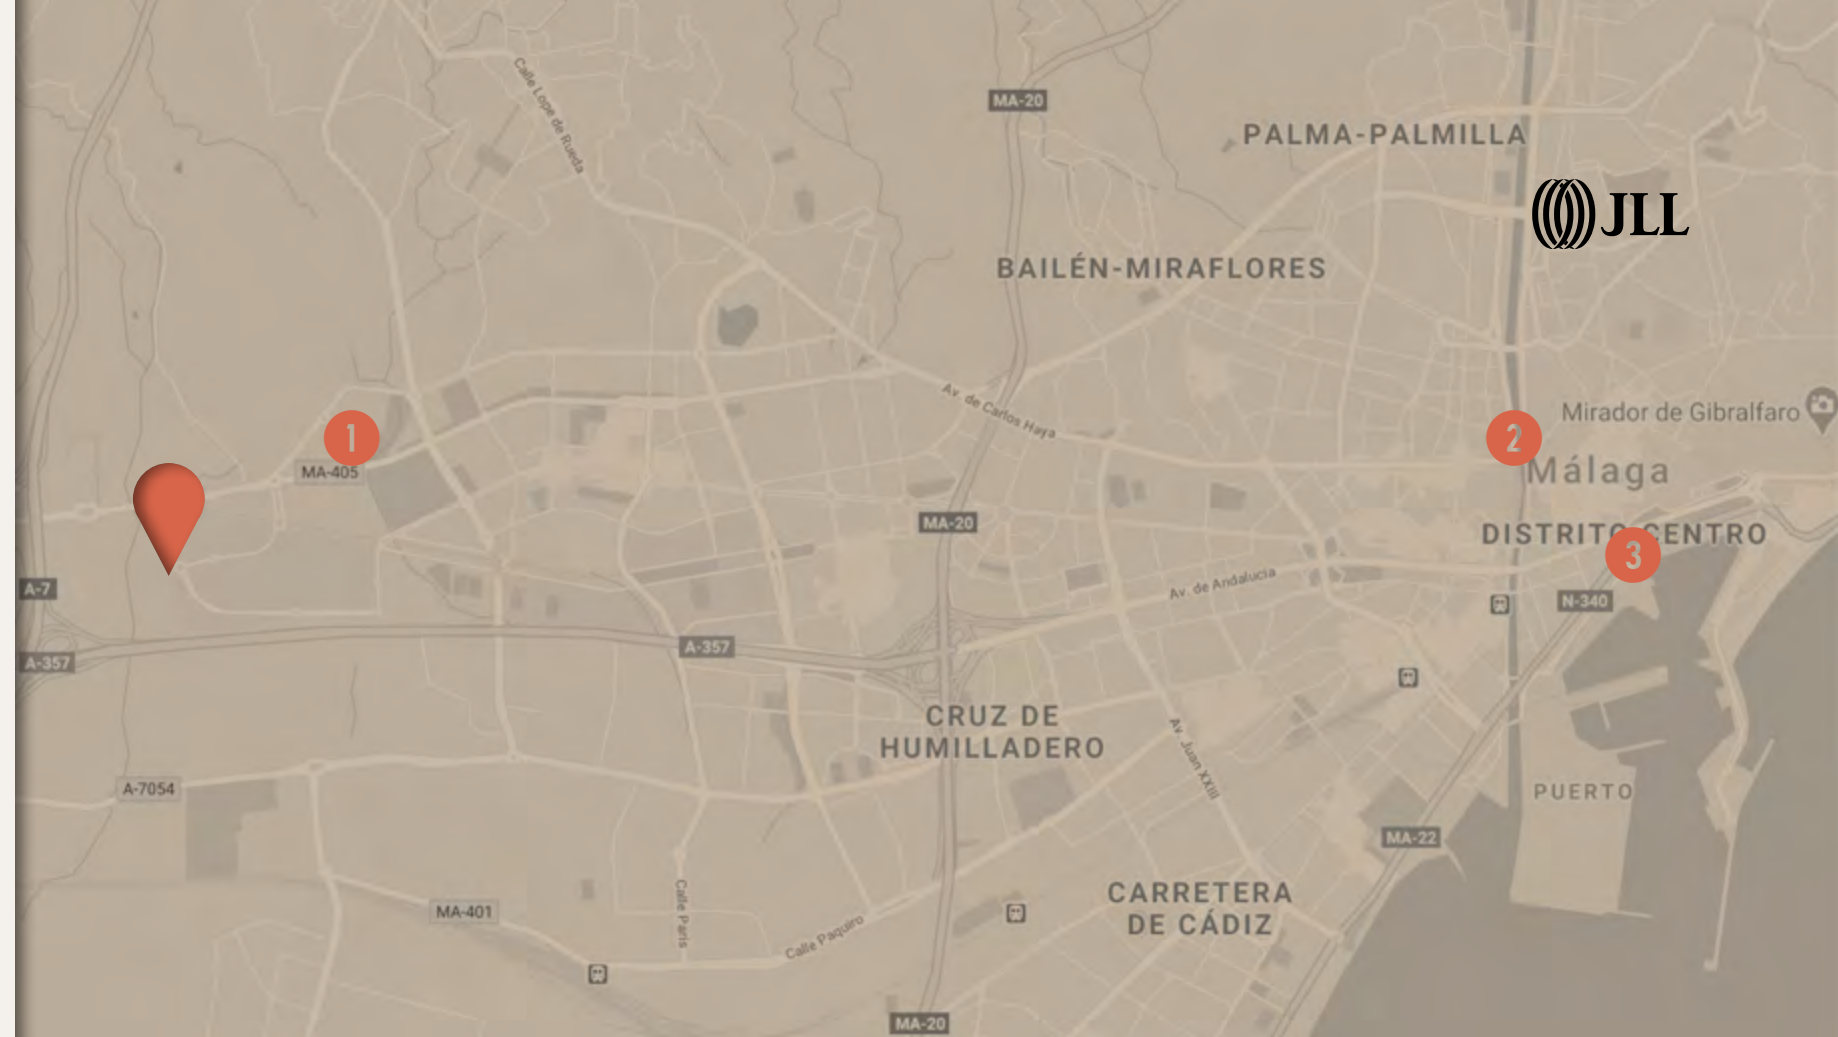 Calle Lope de Rueda
MA-20
PALMA-PALMILLA
JLL
BAILÉN-MIRAFLORES
Av. de Carlos Haya
Mirador de Gibralfaro
1
2
MA-405
Málaga
MA-20
DISTRITO CENTRO
3
A-7
Av. de Andalucía
N-340
A-357
A-357
CRUZ DE
HUMILLADERO
Av. Juan XXIII
A-7054
PUERTO
MA-22
CARRETERA
DE CÁDIZ
MA-401
Calle París
Calle Paquiro
MA-20